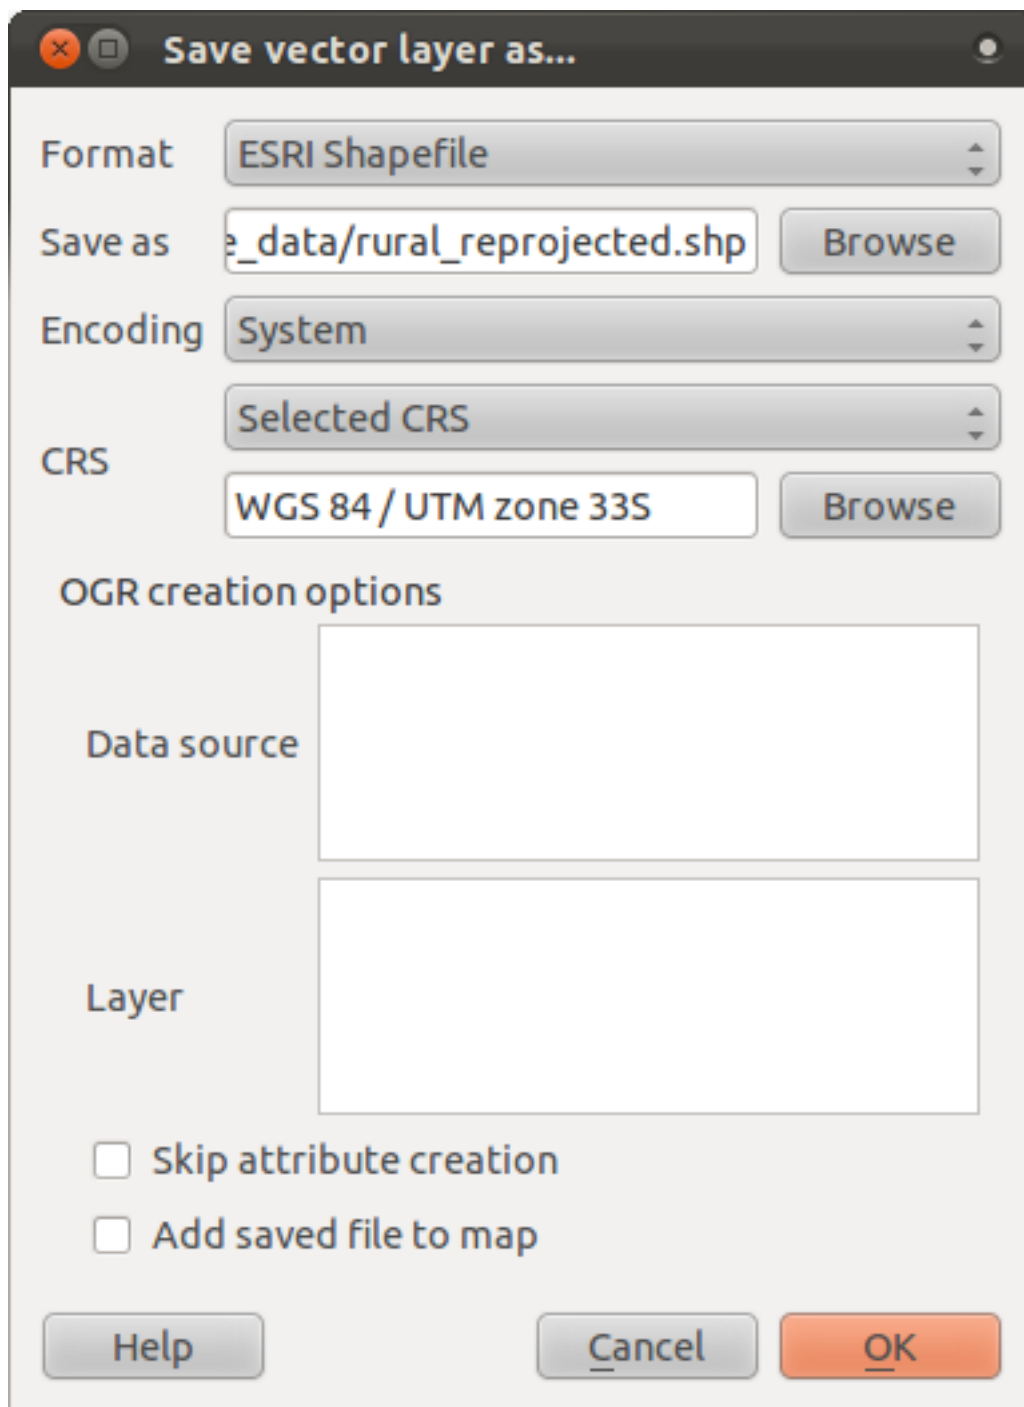 Save vector layer as...
Format ESRI Shapefile
Save as e_data/rural_reprojected.shp Browse
Encoding System
Selected CRS
CRS
WGS 84 / UTM zone 33S Browse
OGR creation options
Data source
Layer
Skip attribute creation
Add saved file to map
Help Cancel OK